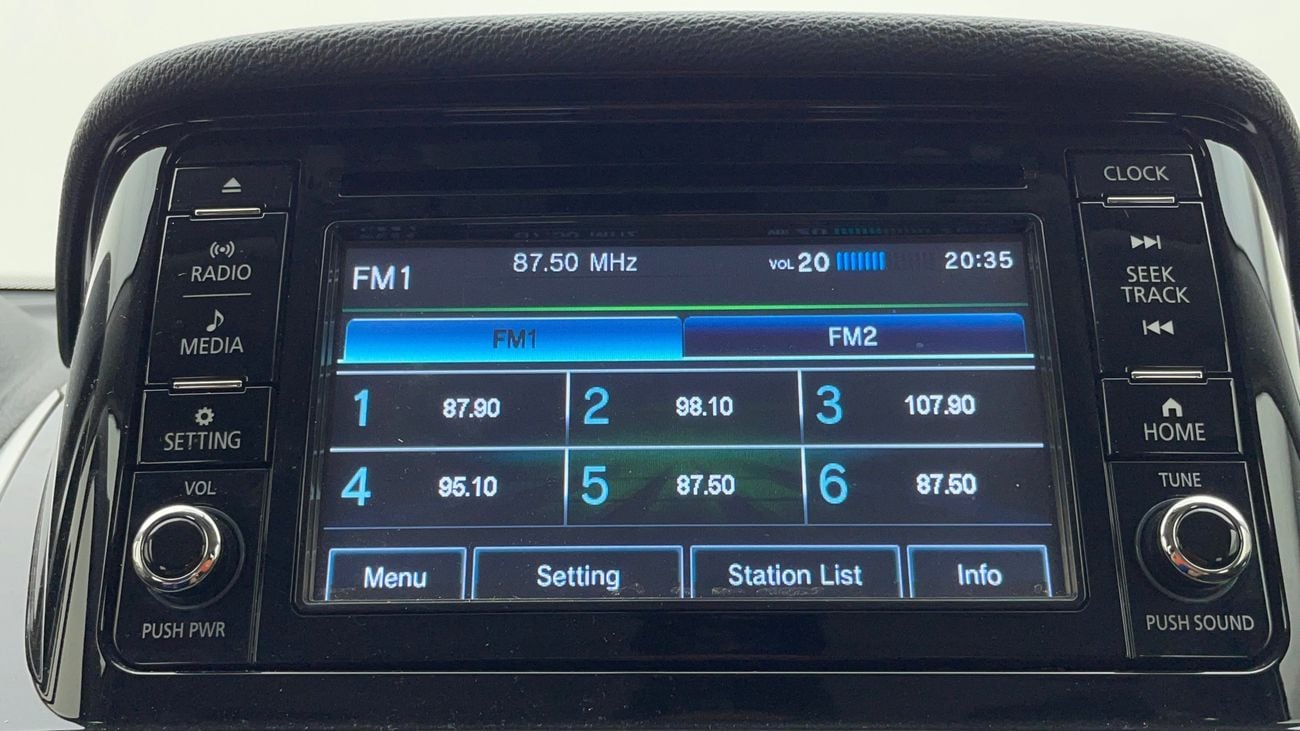 CLOCK
RADIO
MEDIA
SETTING
VOL
PUSH PWR
FM1
87.50 MHz
VOL 20
20:35
FM1
FM2
1 87.90
2 98.10
3 107.90
4 95.10
5 87.50
6 87.50
Menu
Setting
Station List
Info
SEEK
TRACK
HOME
TUNE
PUSH SOUND